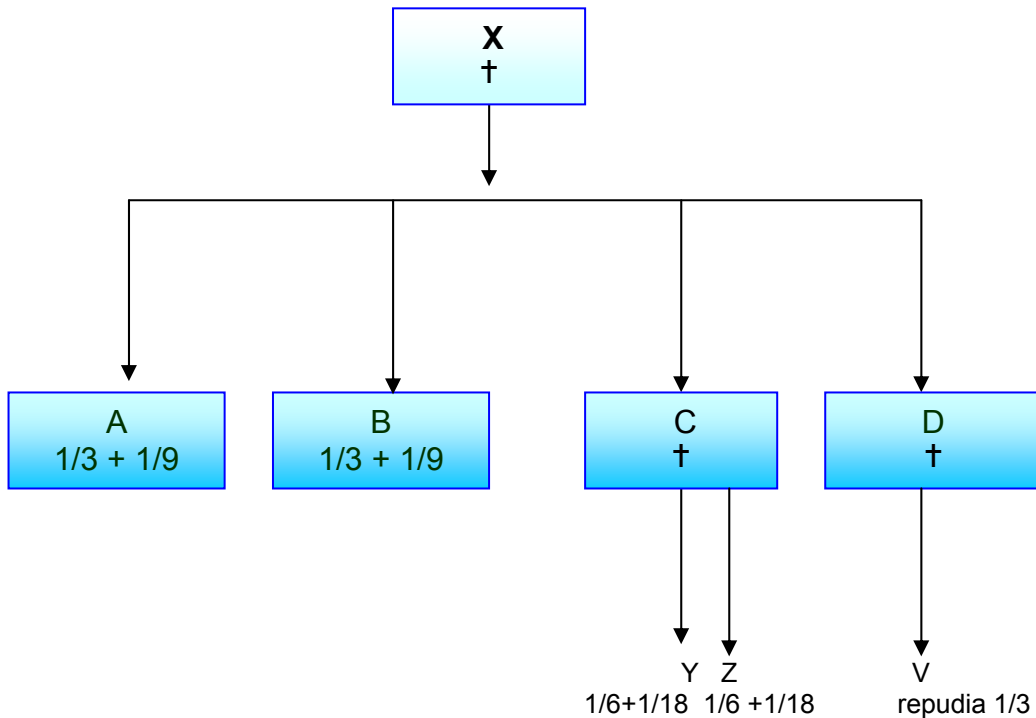 X
†
A
1/3 + 1/9
B
1/3 + 1/9
C
†
D
†
Y Z
1/6+1/18 1/6 +1/18
V
repudia 1/3